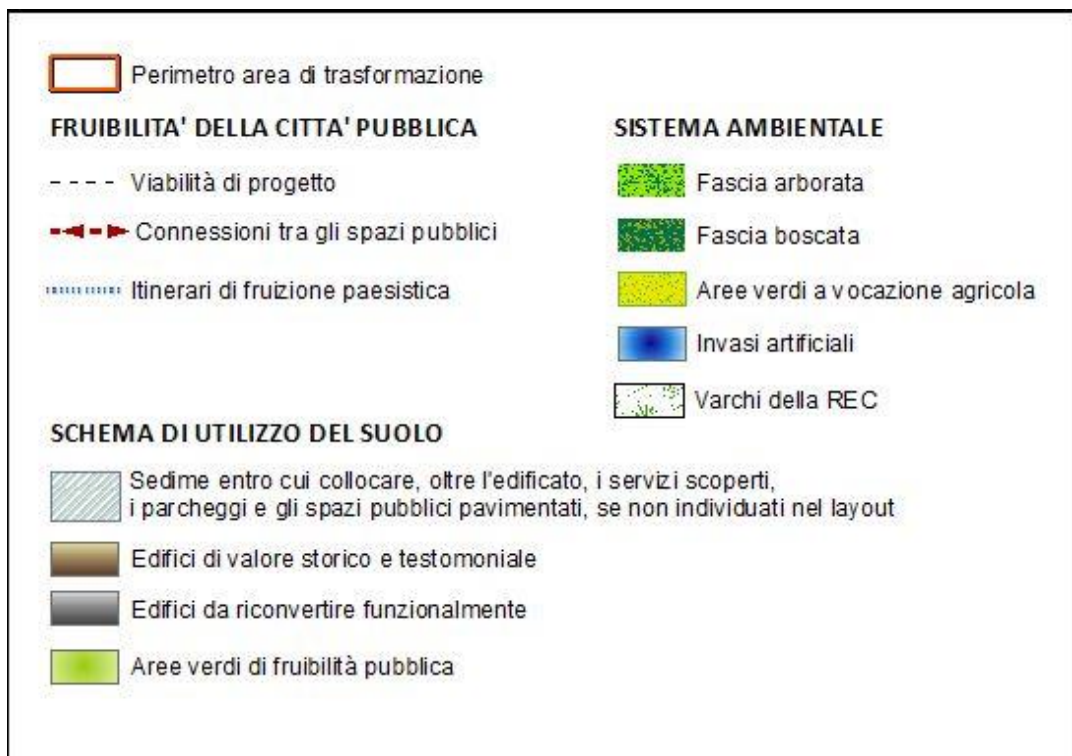 Perimetro area di trasformazione
FRUIBILITA' DELLA CITTA' PUBBLICA
Viabilità di progetto
Connessioni tra gli spazi pubblici
Itinerari di fruizione paesistica
SISTEMA AMBIENTALE
Fascia arborata
Fascia boscata
Aree verdi a vocazione agricola
Invasi artificiali
Varchi della REC
SCHEMA DI UTILIZZO DEL SUOLO
Sedime entro cui collocare, oltre l'edificato, i servizi scoperti,
i parcheggi e gli spazi pubblici pavimentati, se non individuati nel layout
Edifici di valore storico e testomoniale
Edifici da riconvertire funzionalmente
Aree verdi di fruibilità pubblica